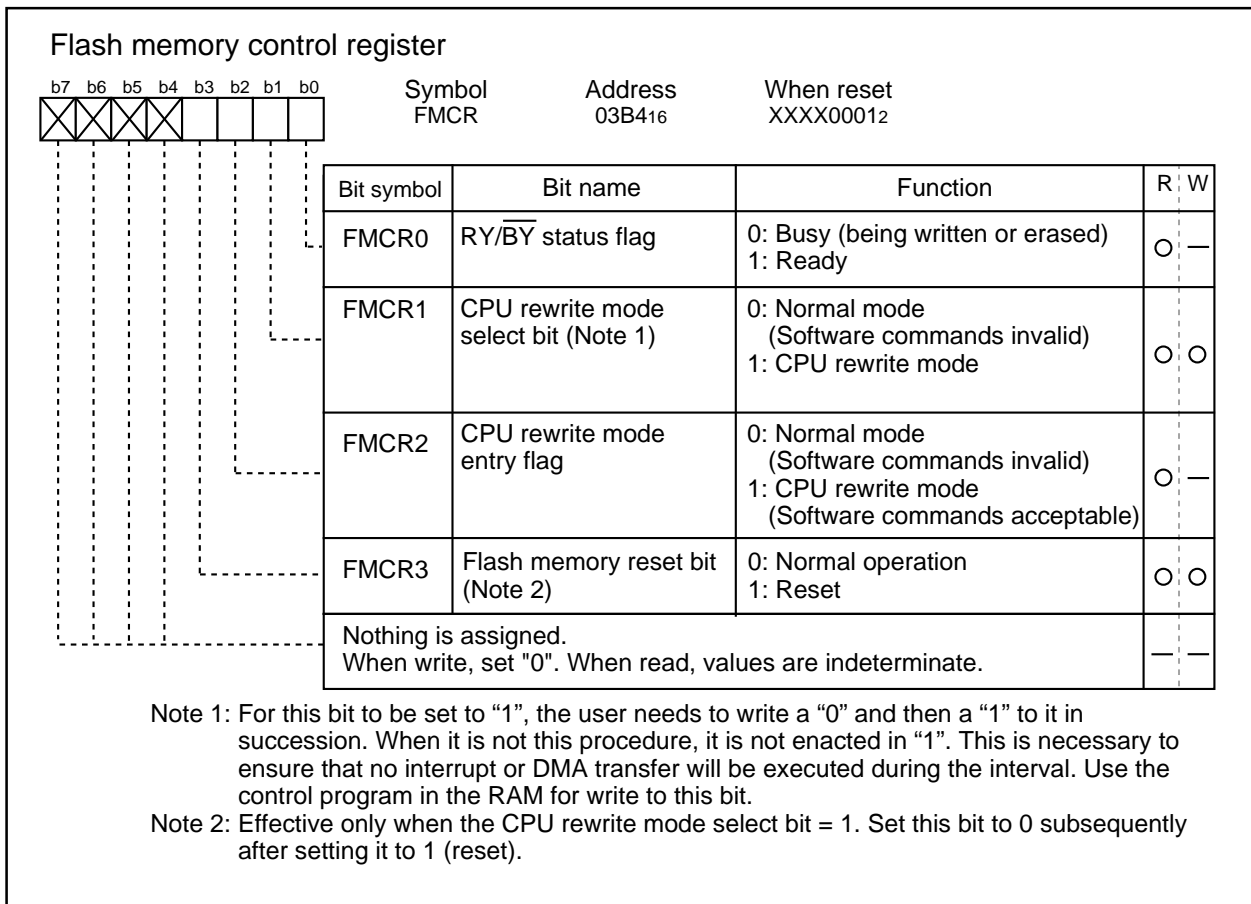 Flash memory control register
b7 b6 b5 b4 b3 b2 b1 b0
Symbol Address When reset
FMCR 03B416 XXXX00012
Bit symbol Bit name Function R W
FMCR0 RY/BY status flag 0: Busy (being written or erased)
1: Ready
FMCR1 CPU rewrite mode 0: Normal mode
select bit (Note 1) (Software commands invalid)
1: CPU rewrite mode
FMCR2 CPU rewrite mode 0: Normal mode
entry flag (Software commands invalid)
1: CPU rewrite mode
(Software commands acceptable)
FMCR3 Flash memory reset bit 0: Normal operation
(Note 2) 1: Reset
Nothing is assigned.
When write, set "0". When read, values are indeterminate.
Note 1: For this bit to be set to “1”, the user needs to write a “0” and then a “1” to it in
succession. When it is not this procedure, it is not enacted in “1”. This is necessary to
ensure that no interrupt or DMA transfer will be executed during the interval. Use the
control program in the RAM for write to this bit.
Note 2: Effective only when the CPU rewrite mode select bit = 1. Set this bit to 0 subsequently
after setting it to 1 (reset).